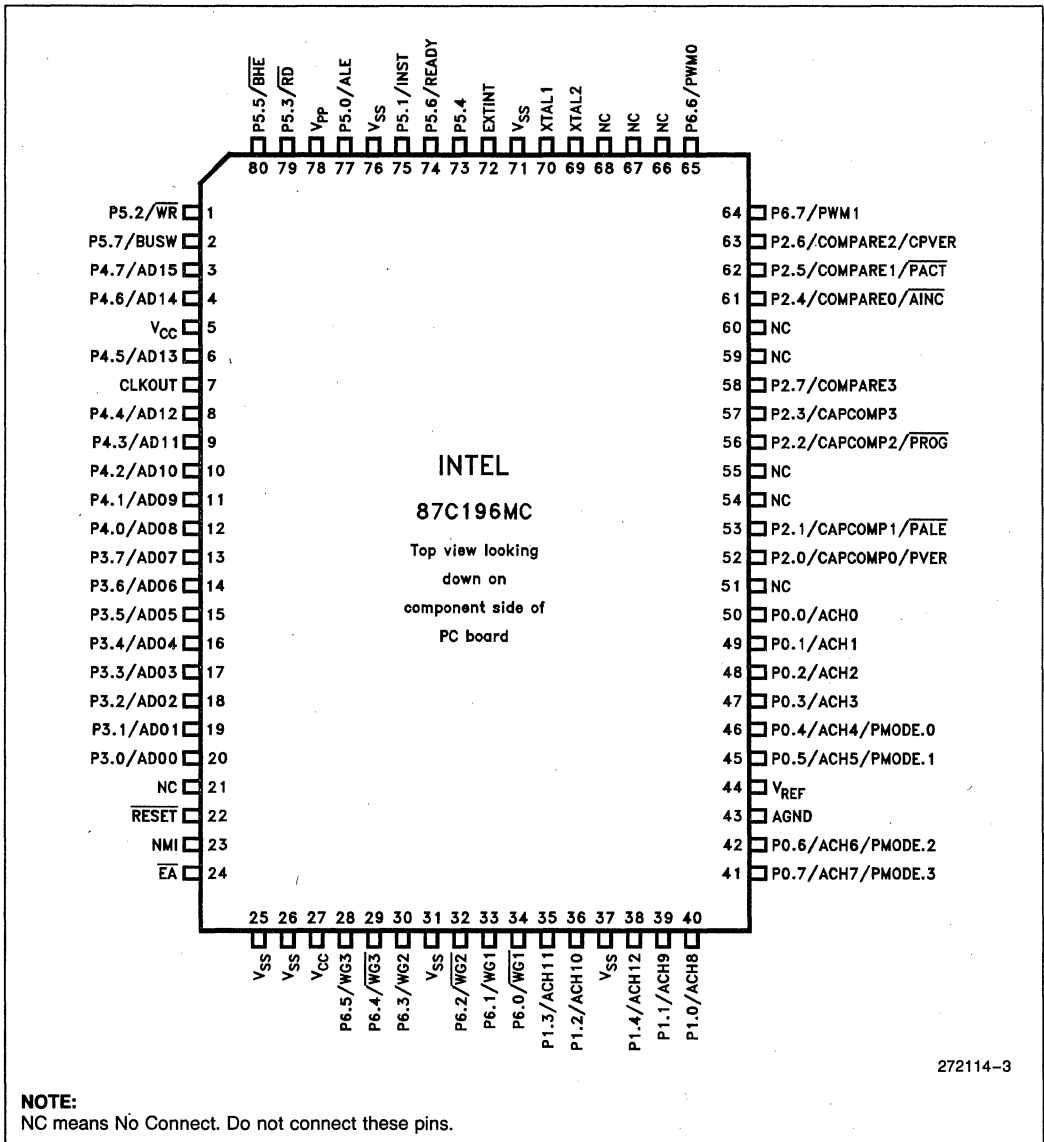 P5.5/BHE
P5.3/RD
VPP
P5.0/ALE
VSS
P5.1/INST
P5.6/READY
P5.4
EXTINT
VSS
XTAL1
XTAL2
NC
NC
NC
P6.6/PWM0
80 79 78 77 76 75 74 73 72 71 70 69 68 67 66 65
P5.2/WR 1
P5.7/BUSW 2
P4.7/AD15 3
P4.6/AD14 4
VCC 5
P4.5/AD13 6
CLKOUT 7
P4.4/AD12 8
P4.3/AD11 9
P4.2/AD10 10
P4.1/AD09 11
P4.0/AD08 12
P3.7/AD07 13
P3.6/AD06 14
P3.5/AD05 15
P3.4/AD04 16
P3.3/AD03 17
P3.2/AD02 18
P3.1/AD01 19
P3.0/AD00 20
NC 21
RESET 22
NMI 23
EA 24
INTEL
87C196MC
Top view looking
down on
component side of
PC board
64 P6.7/PWM1
63 P2.6/COMPARE2/CPVER
62 P2.5/COMPARE1/PACT
61 P2.4/COMPARE0/AINC
60 NC
59 NC
58 P2.7/COMPARE3
57 P2.3/CAPCOMP3
56 P2.2/CAPCOMP2/PROG
55 NC
54 NC
53 P2.1/CAPCOMP1/PALE
52 P2.0/CAPCOMP0/PVER
51 NC
50 P0.0/ACH0
49 P0.1/ACH1
48 P0.2/ACH2
47 P0.3/ACH3
46 P0.4/ACH4/PMODE.0
45 P0.5/ACH5/PMODE.1
44 VREF
43 AGND
42 P0.6/ACH6/PMODE.2
41 P0.7/ACH7/PMODE.3
25 26 27 28 29 30 31 32 33 34 35 36 37 38 39 40
VSS
VSS
VCC
P6.5/WG3
P6.4/WG3
P6.3/WG2
VSS
P6.2/WG2
P6.1/WG1
P6.0/WG1
P1.3/ACH11
P1.2/ACH10
VSS
P1.4/ACH12
P1.1/ACH9
P1.0/ACH8
272114-3
NOTE:
NC means No Connect. Do not connect these pins.